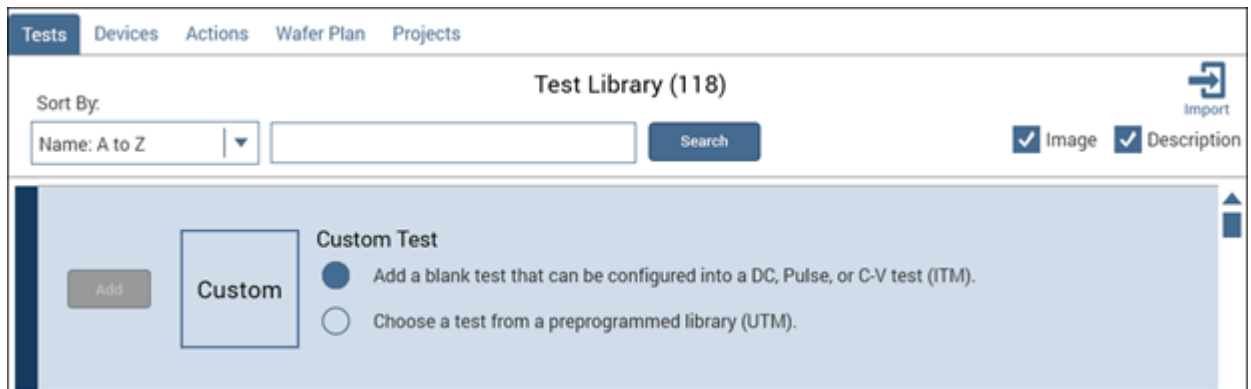 Tests Devices Actions Wafer Plan Projects
Test Library (118)
Import
Sort By:
Name: A to Z
Search
Image
Description
Custom Test
Add
Custom
Add a blank test that can be configured into a DC, Pulse, or C-V test (ITM).
Choose a test from a preprogrammed library (UTM).